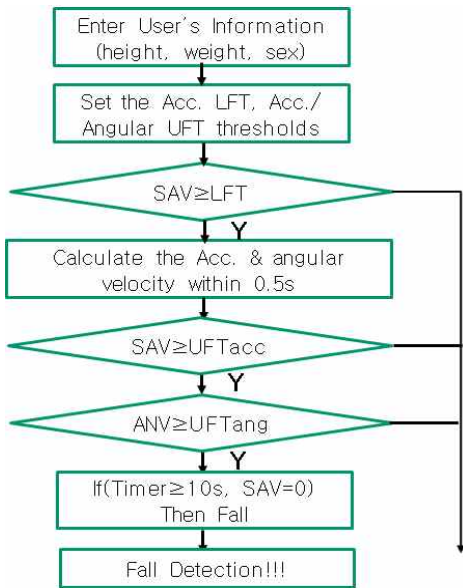 Enter User's Information
(height, weight, sex)
Set the Acc. LFT, Acc./
Angular UFT thresholds
SAV≥LFT
Y
Calculate the Acc. & angular
velocity within 0.5s
SAV≥UFTacc
Y
ANV≥UFTang
Y
If(Timer≥10s, SAV=0)
Then Fall
Fall Detection!!!